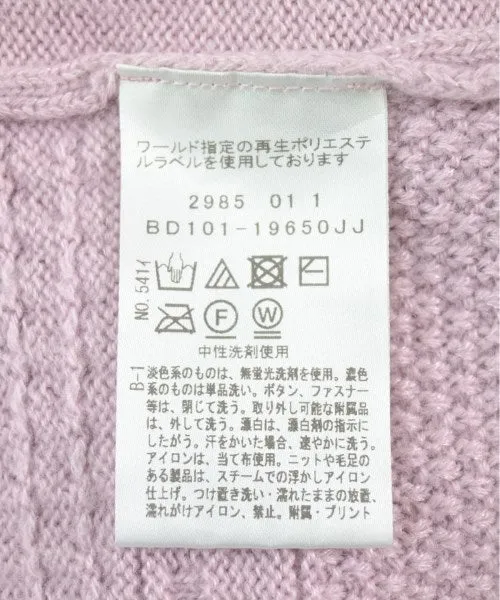 ワールド指定の再生ポリエステ
ルラベルを使用しております
2985 01 1
BD101-19650JJ
NO.5414
F
W
中性洗剤使用
B-1
淡色系のものは、無蛍光洗剤を使用。濃色
系のものは単品洗い。ボタン、ファスナー
等は、閉じて洗う。取り外し可能な附属品
は、外して洗う。漂白は、漂白剤の指示に
したがう。汗をかいた場合、速やかに洗う。
アイロンは、当て布使用。ニットや毛足の
ある製品は、スチームでの浮かしアイロン
仕上げ。つけ置き洗い・濡れたままの放置、
濡れがけアイロン、禁止。附属・プリント